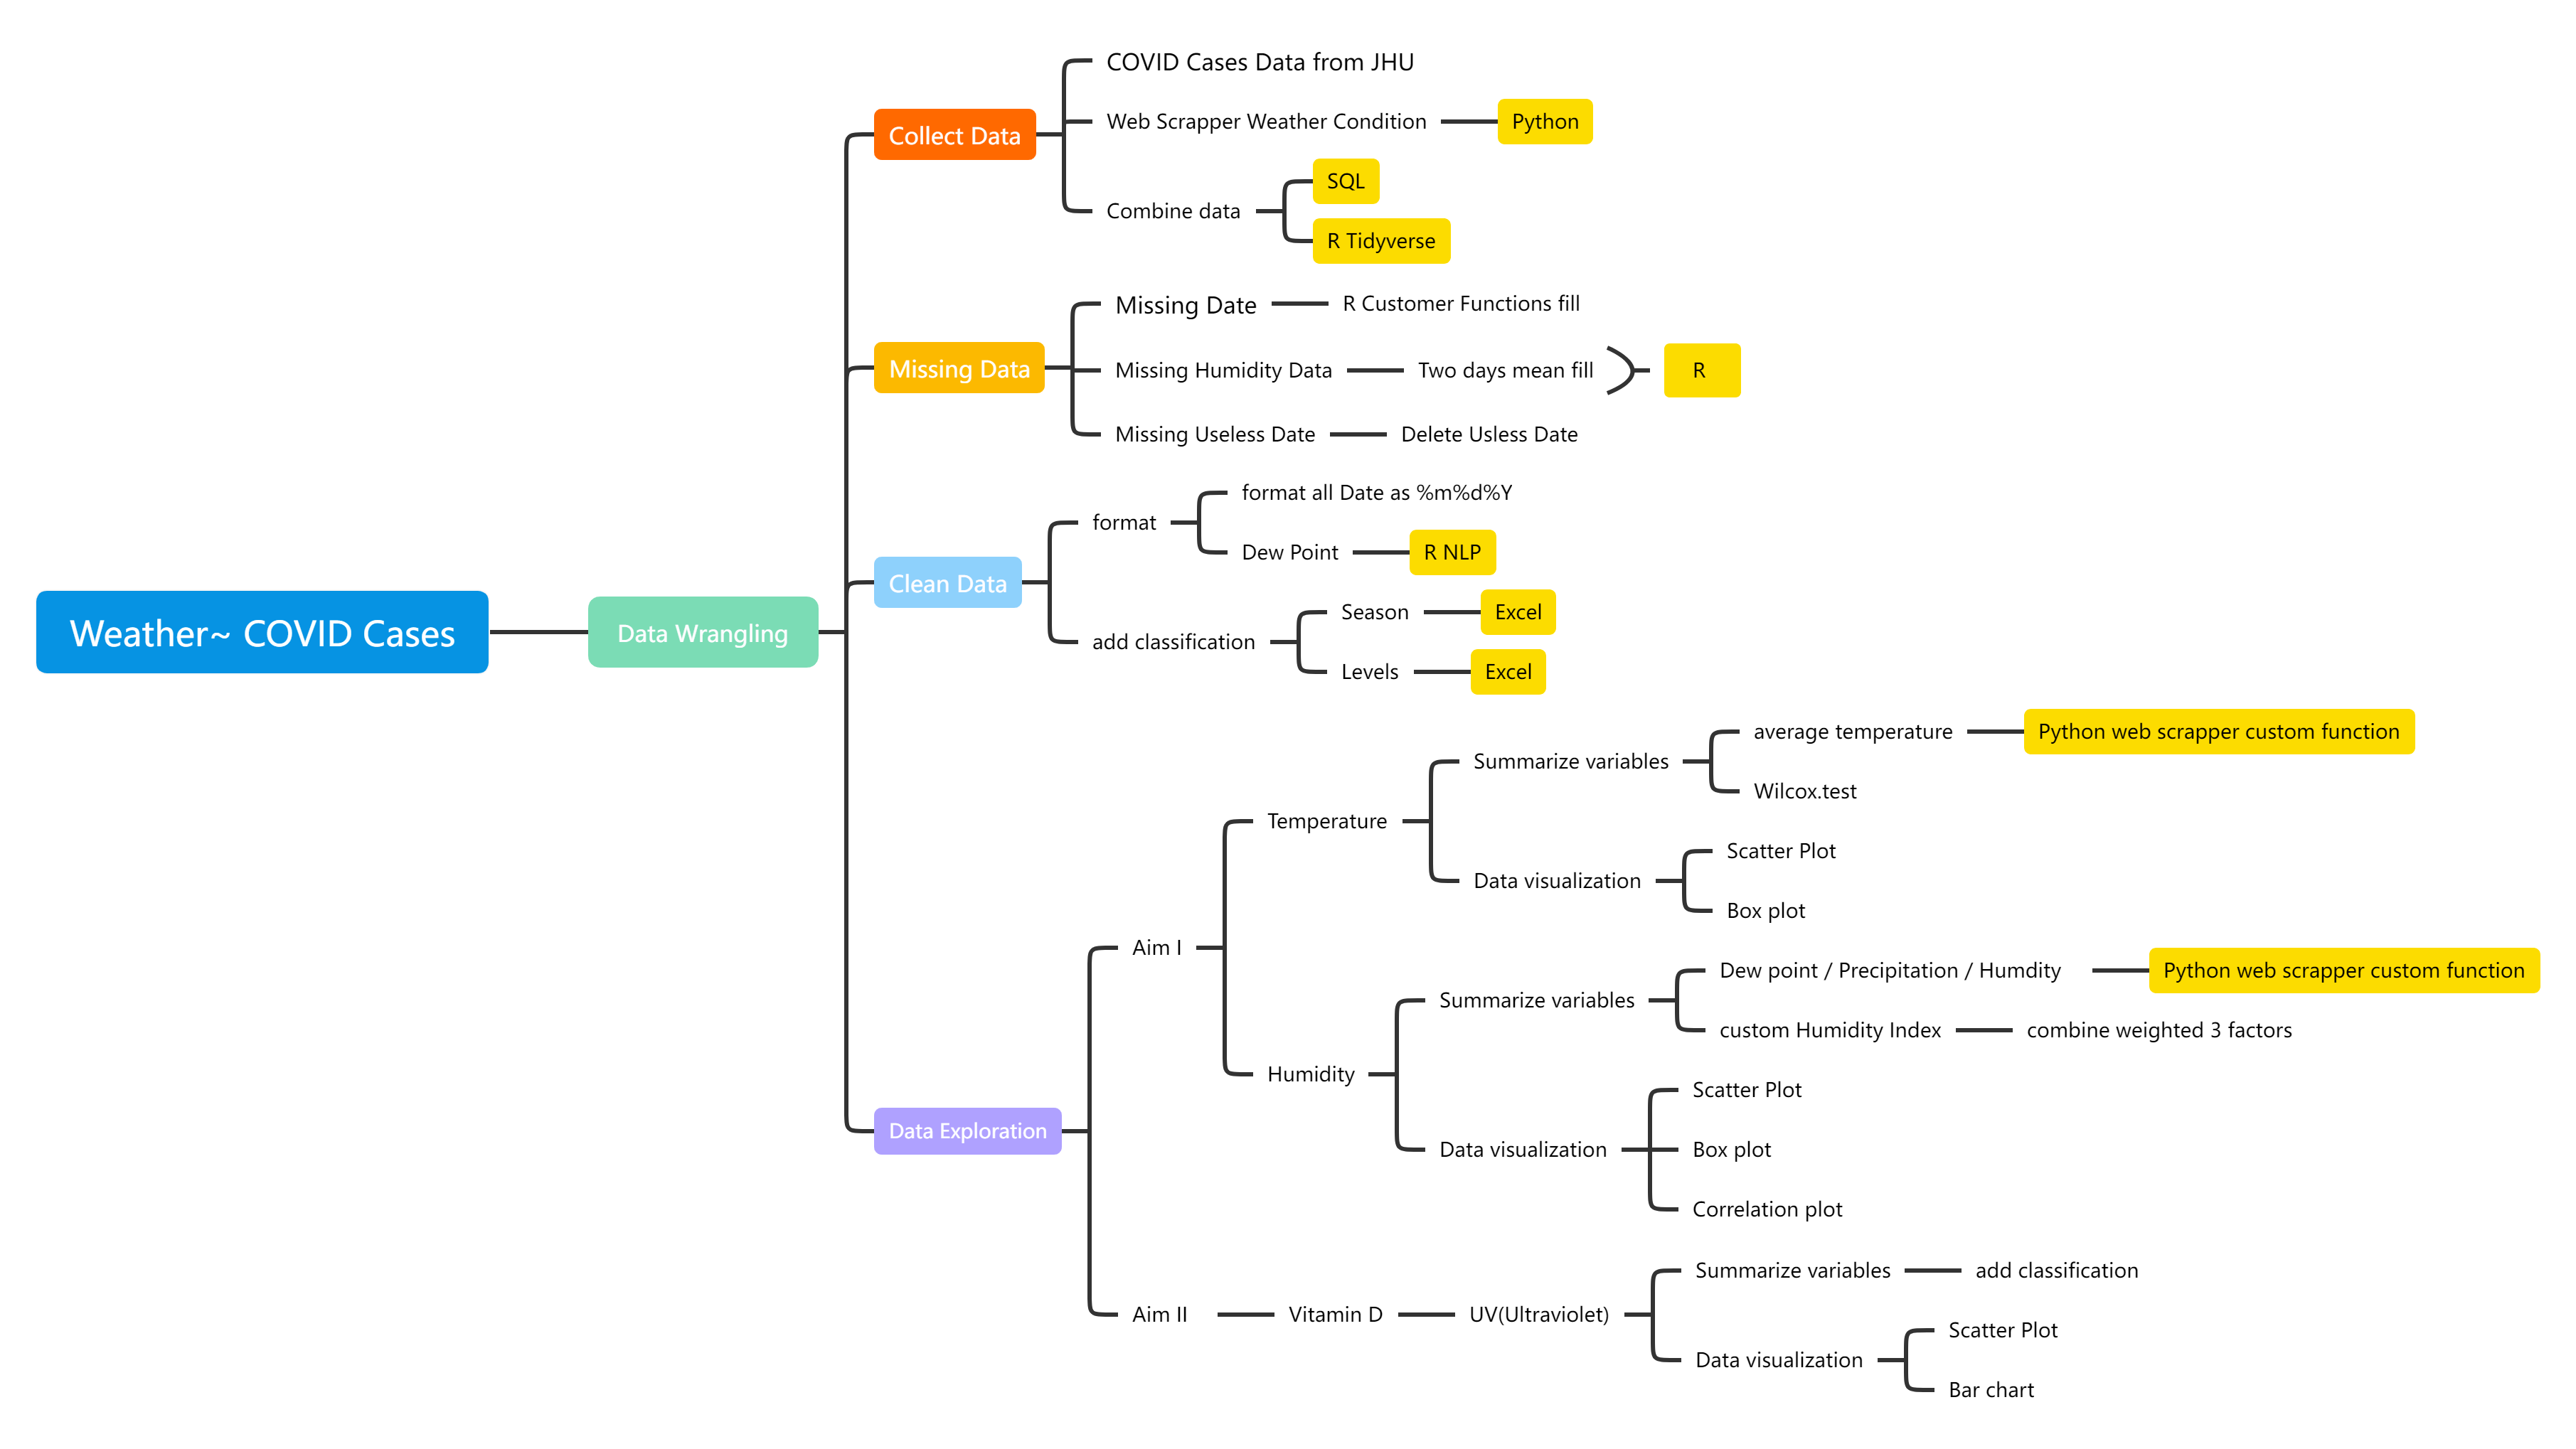 Weather~ COVID Cases
Data Wrangling
Collect Data
COVID Cases Data from JHU
Web Scrapper Weather Condition
Python
Combine data
SQL
R Tidyverse
Missing Data
Missing Date
R Customer Functions fill
Missing Humidity Data
Two days mean fill
R
Missing Useless Date
Delete Usless Date
Clean Data
format
format all Date as %m%d%Y
Dew Point
R NLP
add classification
Season
Excel
Levels
Excel
Data Exploration
Aim I
Temperature
Summarize variables
average temperature
Python web scrapper custom function
Wilcox.test
Data visualization
Scatter Plot
Box plot
Humidity
Summarize variables
Dew point / Precipitation / Humdity
Python web scrapper custom function
custom Humidity Index
combine weighted 3 factors
Data visualization
Scatter Plot
Box plot
Correlation plot
Aim II
Vitamin D
UV(Ultraviolet)
Summarize variables
add classification
Data visualization
Scatter Plot
Bar chart